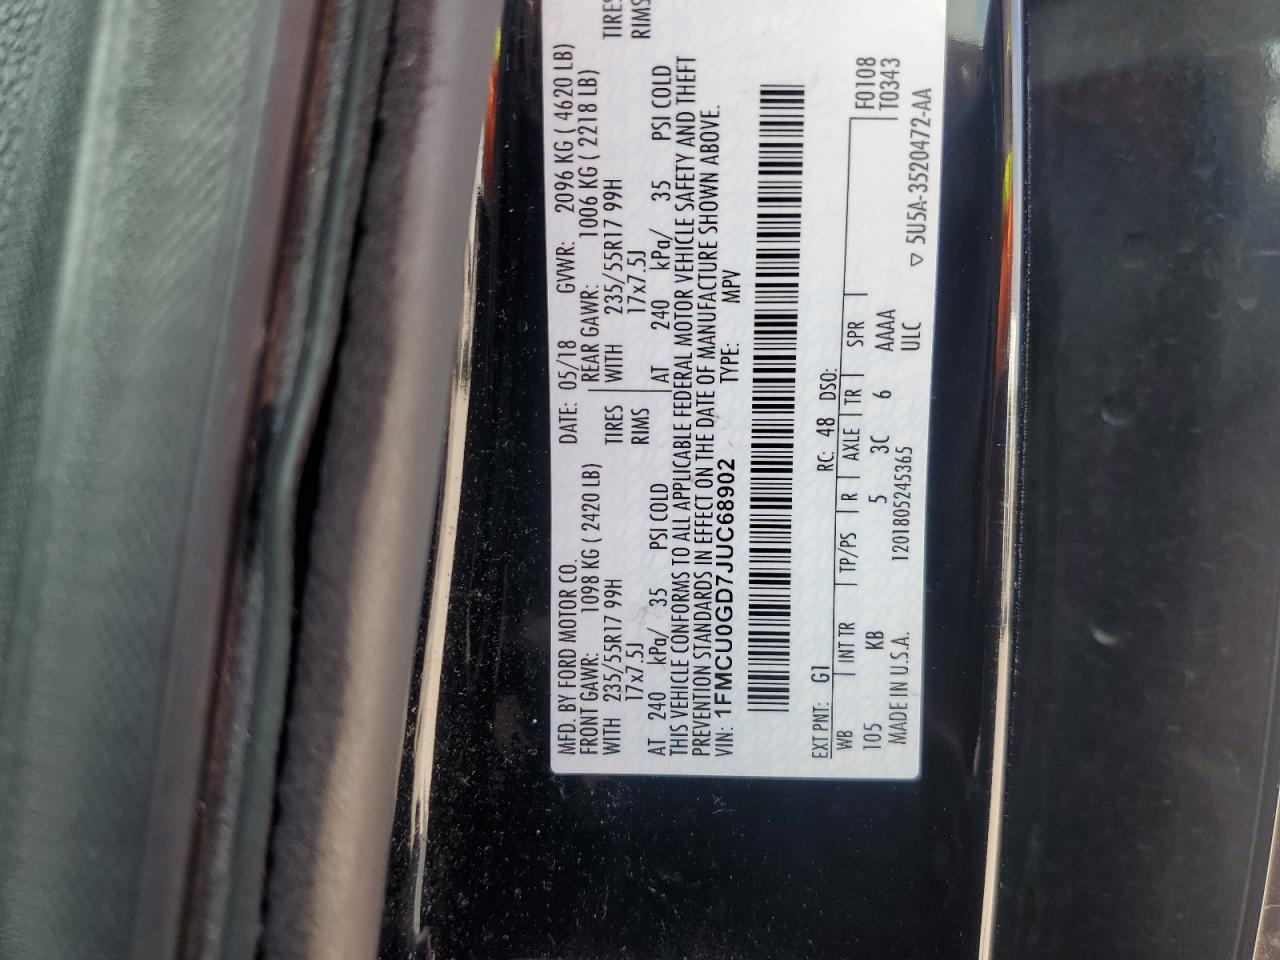 MFD. BY FORD MOTOR CO. DATE: 05/18 GVWR: 2096 KG ( 4620 LB)
FRONT GAWR: 1098 KG ( 2420 LB) REAR GAWR: 1006 KG ( 2218 LB)
WITH 235/55R17 99H TIRES WITH 235/55R17 99H TIRES
17x7.5J RIMS 17x7.5J RIMS
AT 240 kPa/ 35 PSI COLD AT 240 kPa/ 35 PSI COLD
THIS VEHICLE CONFORMS TO ALL APPLICABLE FEDERAL MOTOR VEHICLE SAFETY AND THEFT
PREVENTION STANDARDS IN EFFECT ON THE DATE OF MANUFACTURE SHOWN ABOVE.
VIN: 1FMCU0GD7JUC68902 TYPE: MPV
EXT PNT: G1 RC: 48 DSO: F0108
WB INT TR TP/PS R AXLE TR SPR T0343
105 KB 5 3C 6 AAAA
MADE IN U.S.A. 1201805245365 ULC ▽ 5U5A-3520472-AA